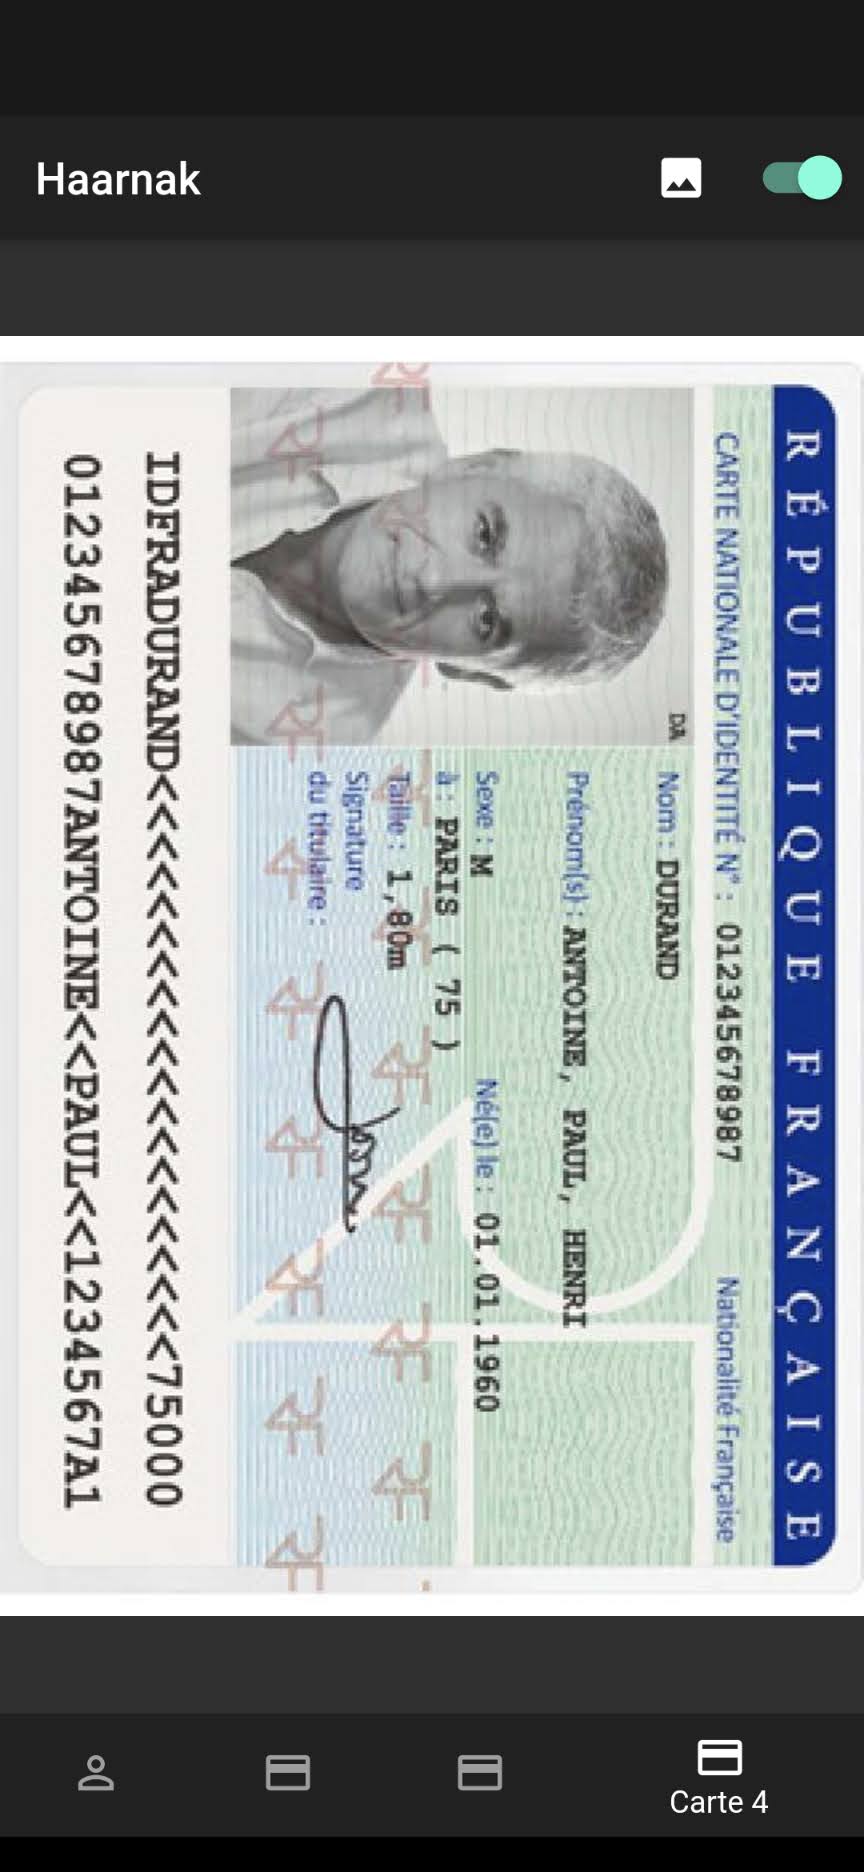 Haarnak
RÉPUBLIQUE FRANÇAISE
CARTE NATIONALE D'IDENTITÉ N° : 012345678987 Nationalité Française
DA
Nom : DURAND
Prénom(s) : ANTOINE, PAUL, HENRI
Sexe : M Né(e) le : 01.01.1960
à : PARIS ( 75 )
Taille : 1,80m
Signature
du titulaire :
IDFRADURAND<<<<<<<<<<<<<<<<<<<75000
012345678987ANTOINE<<PAUL<<1234567A1
Carte 4